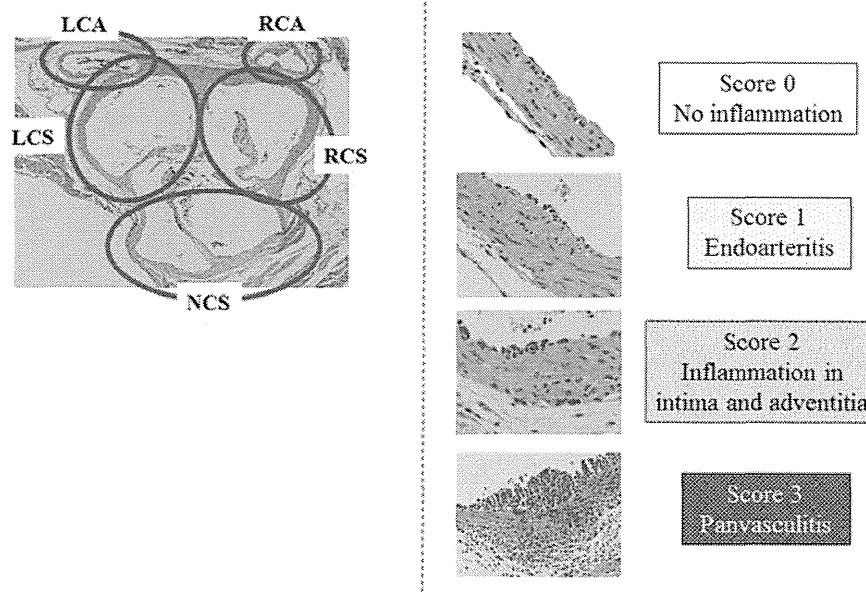 LCA
RCA
LCS
RCS
NCS
Score 0
No inflammation
Score 1
Endoarteritis
Score 2
Inflammation in
intima and adventitia
Score 3
Panvasculitis